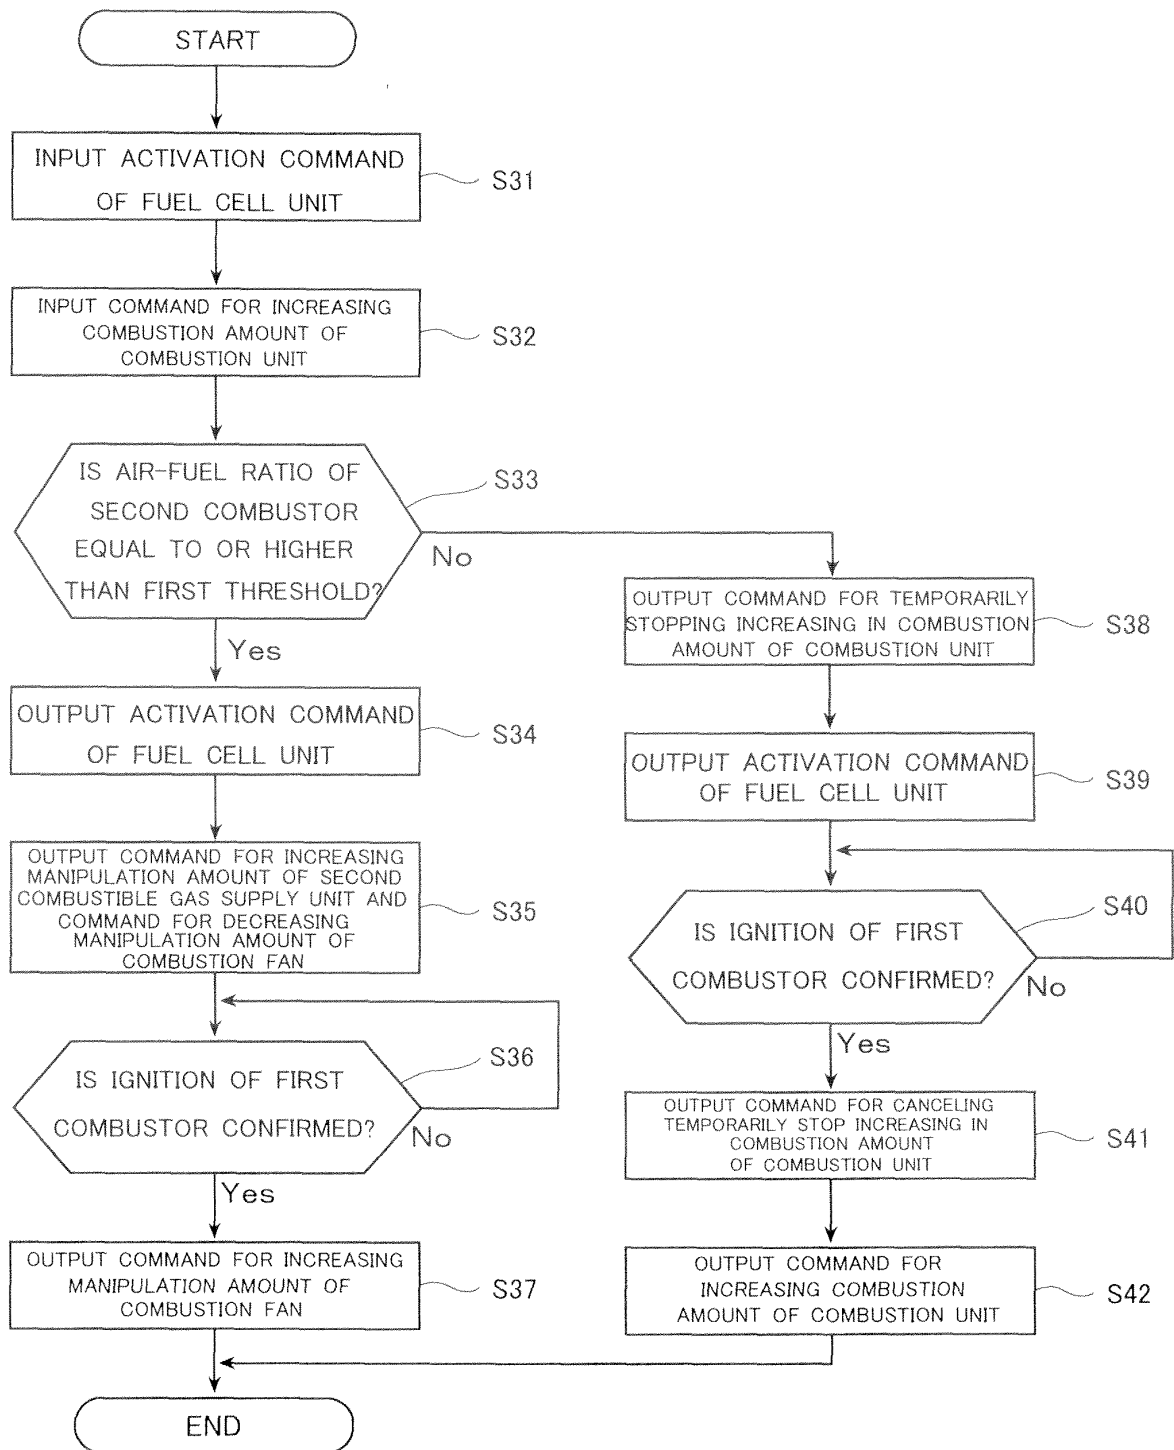 START
INPUT ACTIVATION COMMAND
OF FUEL CELL UNIT
S31
INPUT COMMAND FOR INCREASING
COMBUSTION AMOUNT OF
COMBUSTION UNIT
S32
IS AIR-FUEL RATIO OF
SECOND COMBUSTOR
EQUAL TO OR HIGHER
THAN FIRST THRESHOLD?
S33
No
Yes
OUTPUT ACTIVATION COMMAND
OF FUEL CELL UNIT
S34
OUTPUT COMMAND FOR INCREASING
MANIPULATION AMOUNT OF SECOND
COMBUSTIBLE GAS SUPPLY UNIT AND
COMMAND FOR DECREASING
MANIPULATION AMOUNT OF
COMBUSTION FAN
S35
IS IGNITION OF FIRST
COMBUSTOR CONFIRMED?
S36
No
Yes
OUTPUT COMMAND FOR INCREASING
MANIPULATION AMOUNT OF
COMBUSTION FAN
S37
OUTPUT COMMAND FOR TEMPORARILY
STOPPING INCREASING IN COMBUSTION
AMOUNT OF COMBUSTION UNIT
S38
OUTPUT ACTIVATION COMMAND
OF FUEL CELL UNIT
S39
IS IGNITION OF FIRST
COMBUSTOR CONFIRMED?
S40
No
Yes
OUTPUT COMMAND FOR CANCELING
TEMPORARILY STOP INCREASING IN
COMBUSTION AMOUNT
OF COMBUSTION UNIT
S41
OUTPUT COMMAND FOR
INCREASING COMBUSTION
AMOUNT OF COMBUSTION UNIT
S42
END